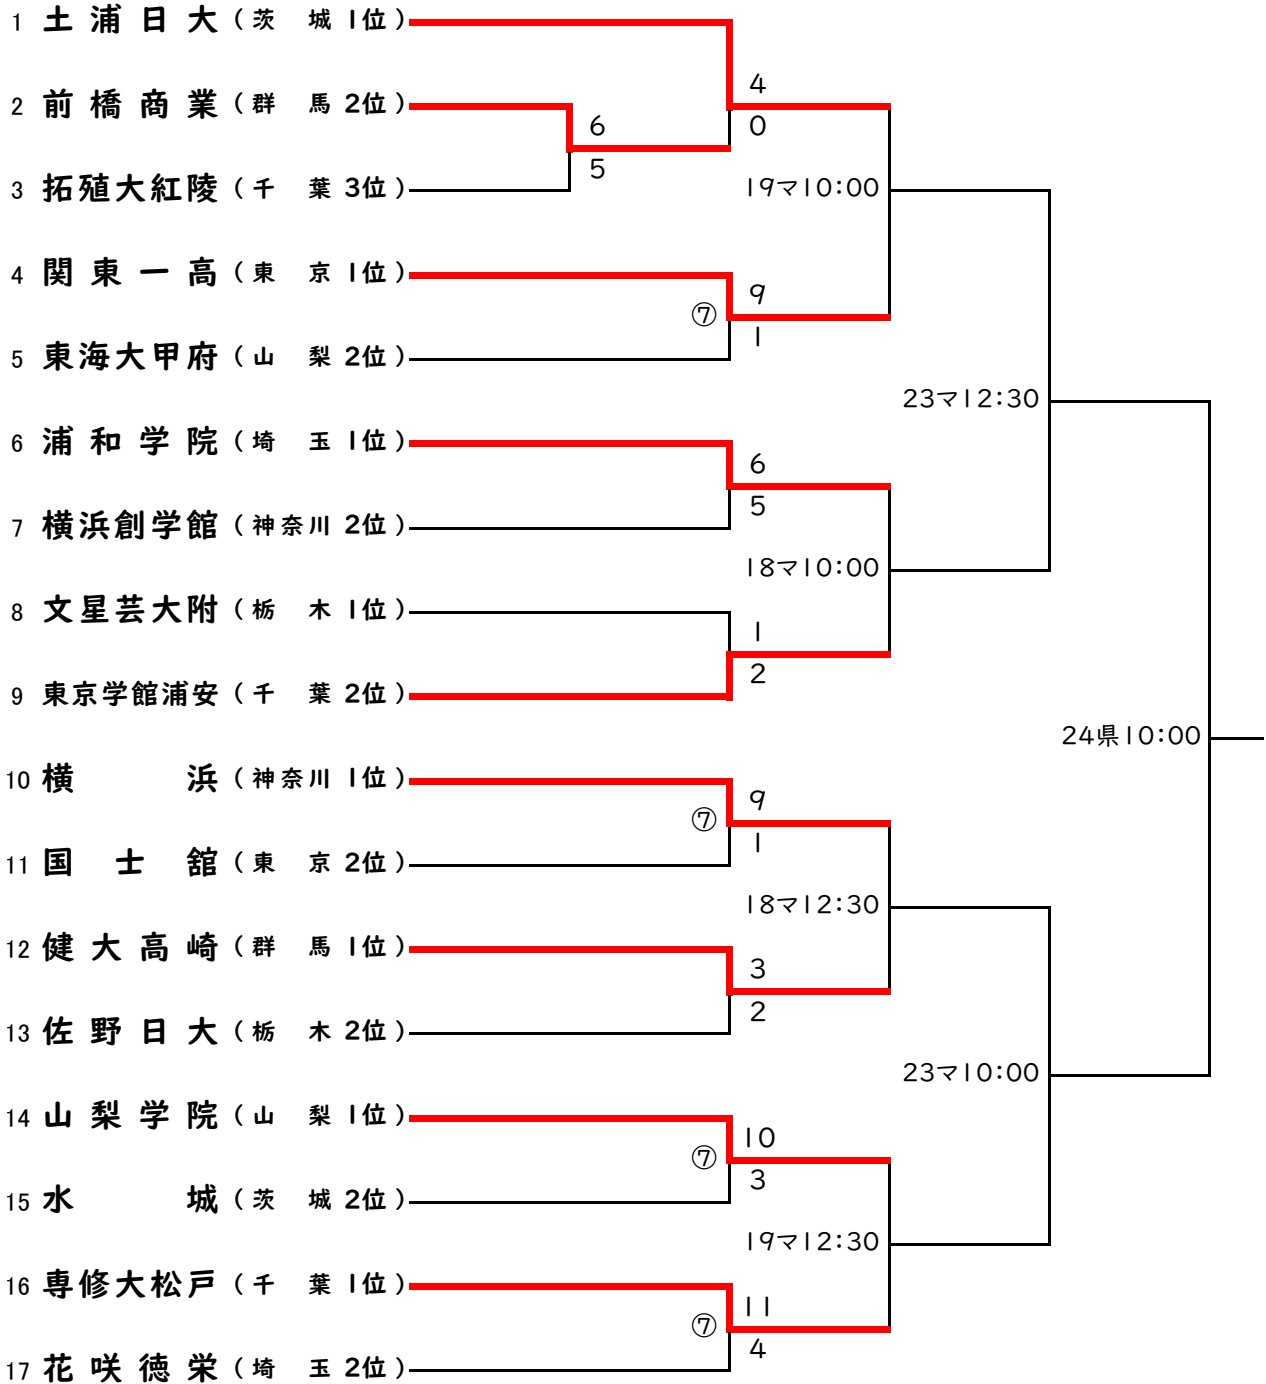 1 土浦日大（茨　城 1位）
4
2 前橋商業（群　馬 2位）
6
0
5
3 拓殖大紅陵（千　葉 3位）
19マ10:00
4 関東一高（東　京 1位）
9
⑦
1
5 東海大甲府（山　梨 2位）
23マ12:30
6 浦和学院（埼　玉 1位）
6
5
7 横浜創学館（神奈川 2位）
18マ10:00
8 文星芸大附（栃　木 1位）
1
2
9 東京学館浦安（千　葉 2位）
24県10:00
10 横　浜（神奈川 1位）
9
⑦
1
11 国士舘（東　京 2位）
18マ12:30
12 健大高崎（群　馬 1位）
3
2
13 佐野日大（栃　木 2位）
23マ10:00
14 山梨学院（山　梨 1位）
10
⑦
3
15 水　城（茨　城 2位）
19マ12:30
16 専修大松戸（千　葉 1位）
11
⑦
4
17 花咲徳栄（埼　玉 2位）